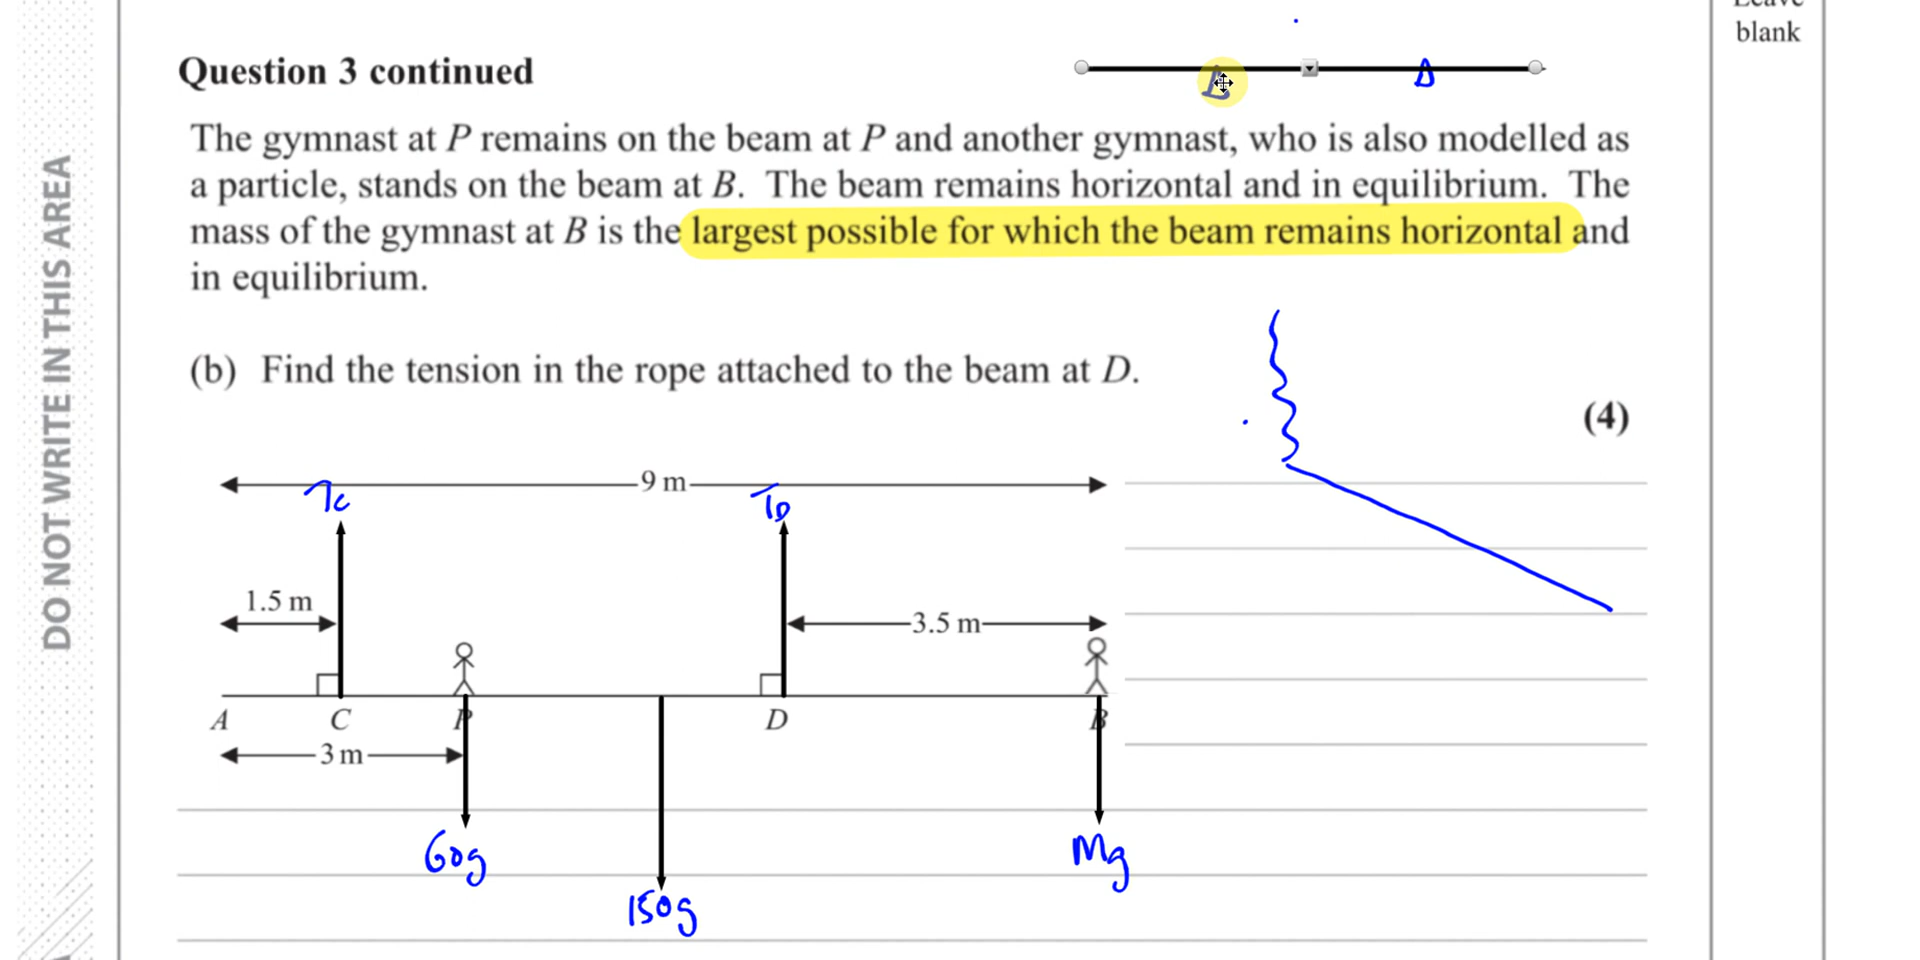 Leave
blank
Question 3 continued
The gymnast at P remains on the beam at P and another gymnast, who is also modelled as
a particle, stands on the beam at B. The beam remains horizontal and in equilibrium. The
mass of the gymnast at B is the largest possible for which the beam remains horizontal and
in equilibrium.
(b) Find the tension in the rope attached to the beam at D.
(4)
9 m
Tc
TD
1.5 m
3.5 m
A
C
P
D
B
3 m
60g
150g
Mg
DO NOT WRITE IN THIS AREA